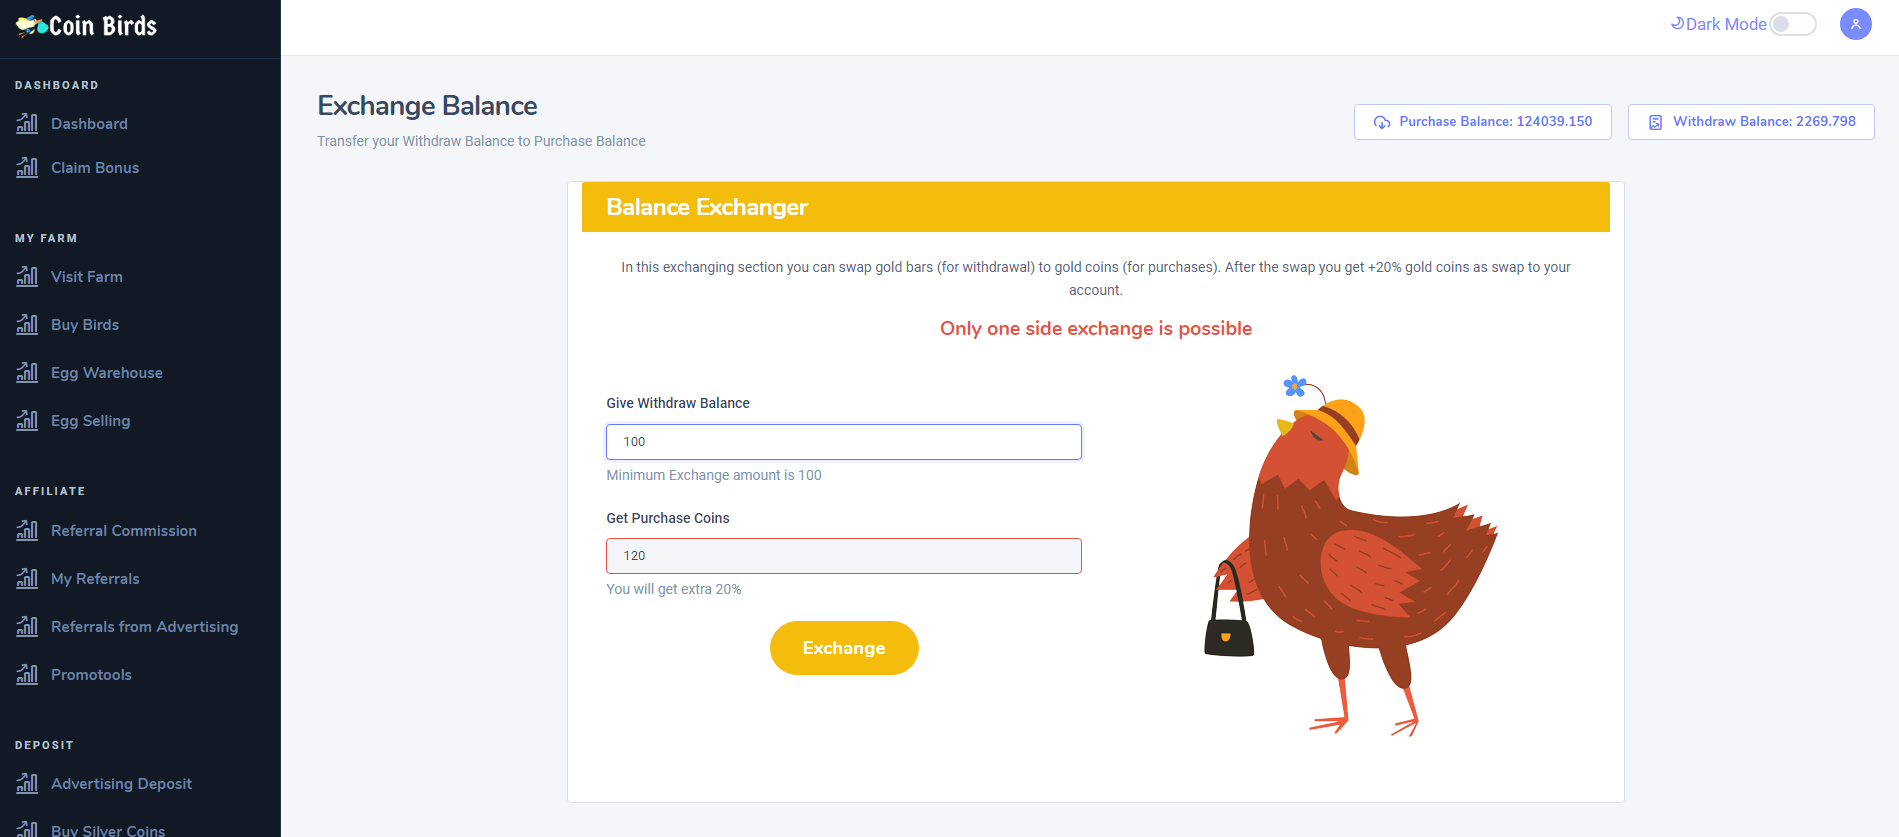 Coin Birds
DASHBOARD
Dashboard
Claim Bonus
MY FARM
Visit Farm
Buy Birds
Egg Warehouse
Egg Selling
AFFILIATE
Referral Commission
My Referrals
Referrals from Advertising
Promotools
DEPOSIT
Advertising Deposit
Buy Silver Coins
Dark Mode
Exchange Balance
Transfer your Withdraw Balance to Purchase Balance
Purchase Balance: 124039.150
Withdraw Balance: 2269.798
Balance Exchanger
In this exchanging section you can swap gold bars (for withdrawal) to gold coins (for purchases). After the swap you get +20% gold coins as swap to your
account.
Only one side exchange is possible
Give Withdraw Balance
100
Minimum Exchange amount is 100
Get Purchase Coins
120
You will get extra 20%
Exchange